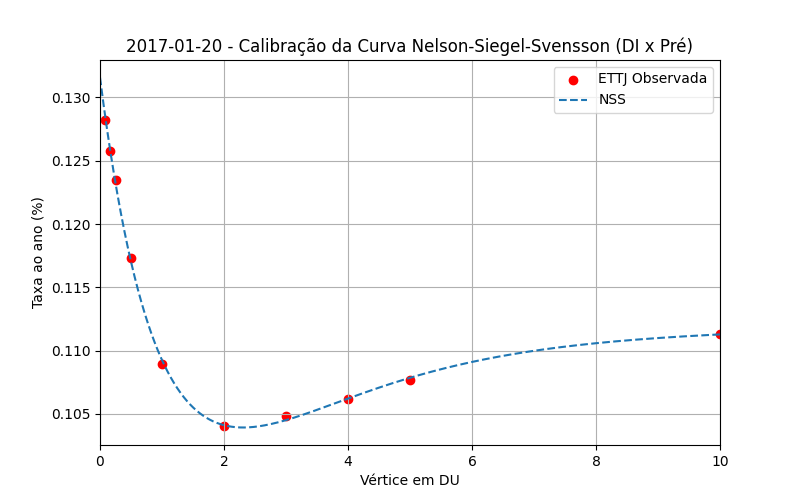 2017-01-20 - Calibração da Curva Nelson-Siegel-Svensson (DI x Pré)
ETTJ Observada
NSS
Taxa ao ano (%)
0.130
0.125
0.120
0.115
0.110
0.105
0 2 4 6 8 10
Vértice em DU